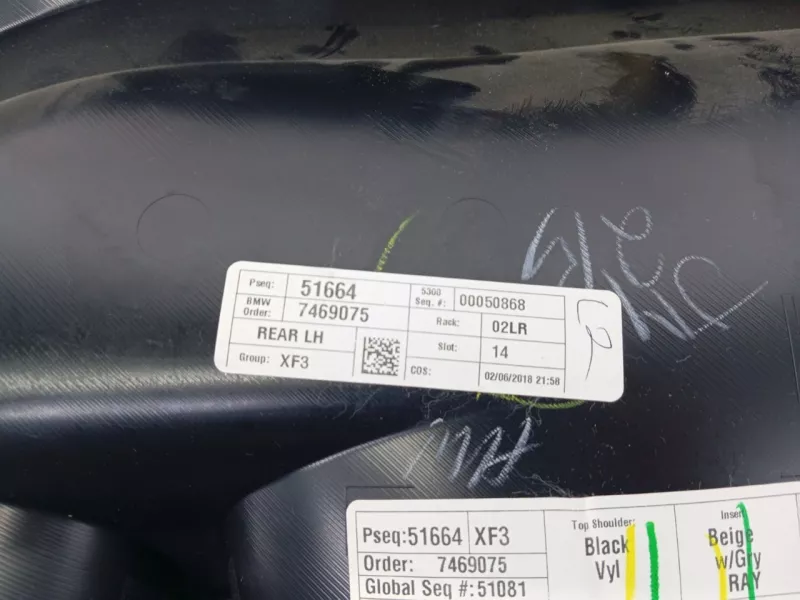 Pseq: 51664
5300 Seq. #: 00050868
BMW Order: 7469075
Rack: 02LR
REAR LH
Slot: 14
Group: XF3
COS: 02/06/2018 21:58
Pseq:51664 XF3
Order: 7469075
Global Seq #:51081
Top Shoulder:
Black
Vyl
Insert
Beige
w/Gry
RAY